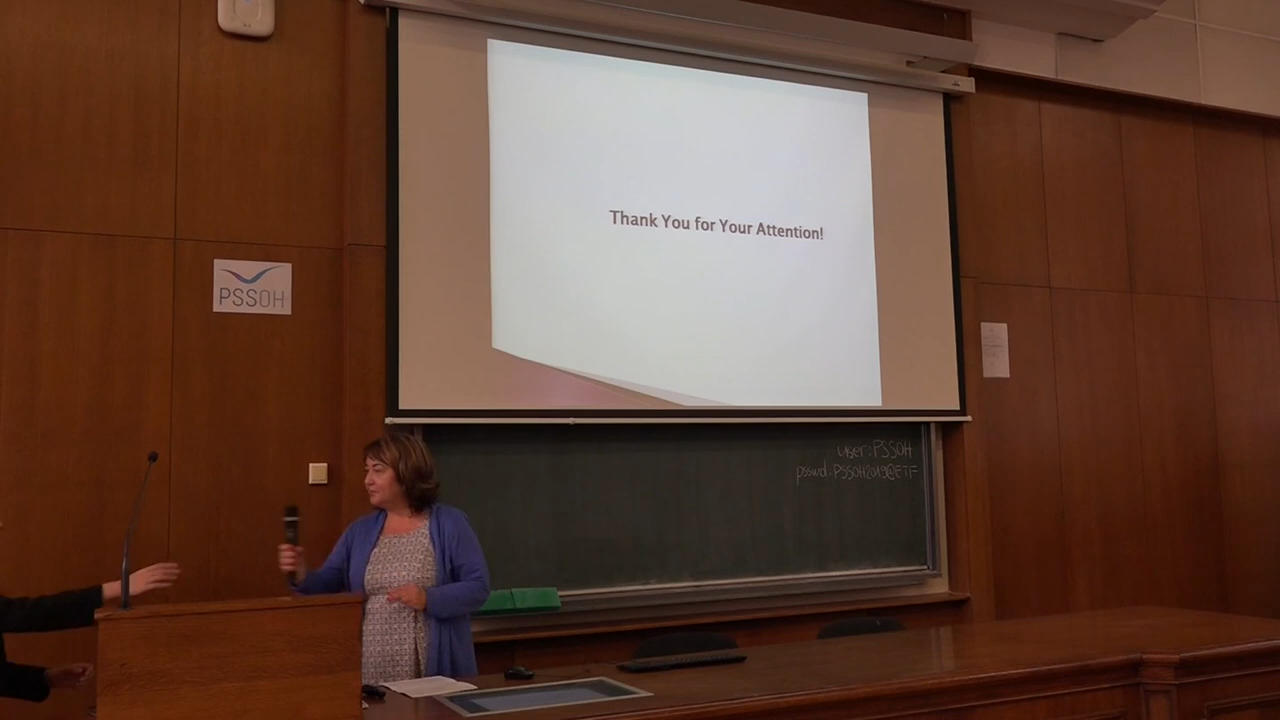 Thank You for Your Attention!
PSSOH
user: PSSOH
psswd: PSSOH2019@ETF